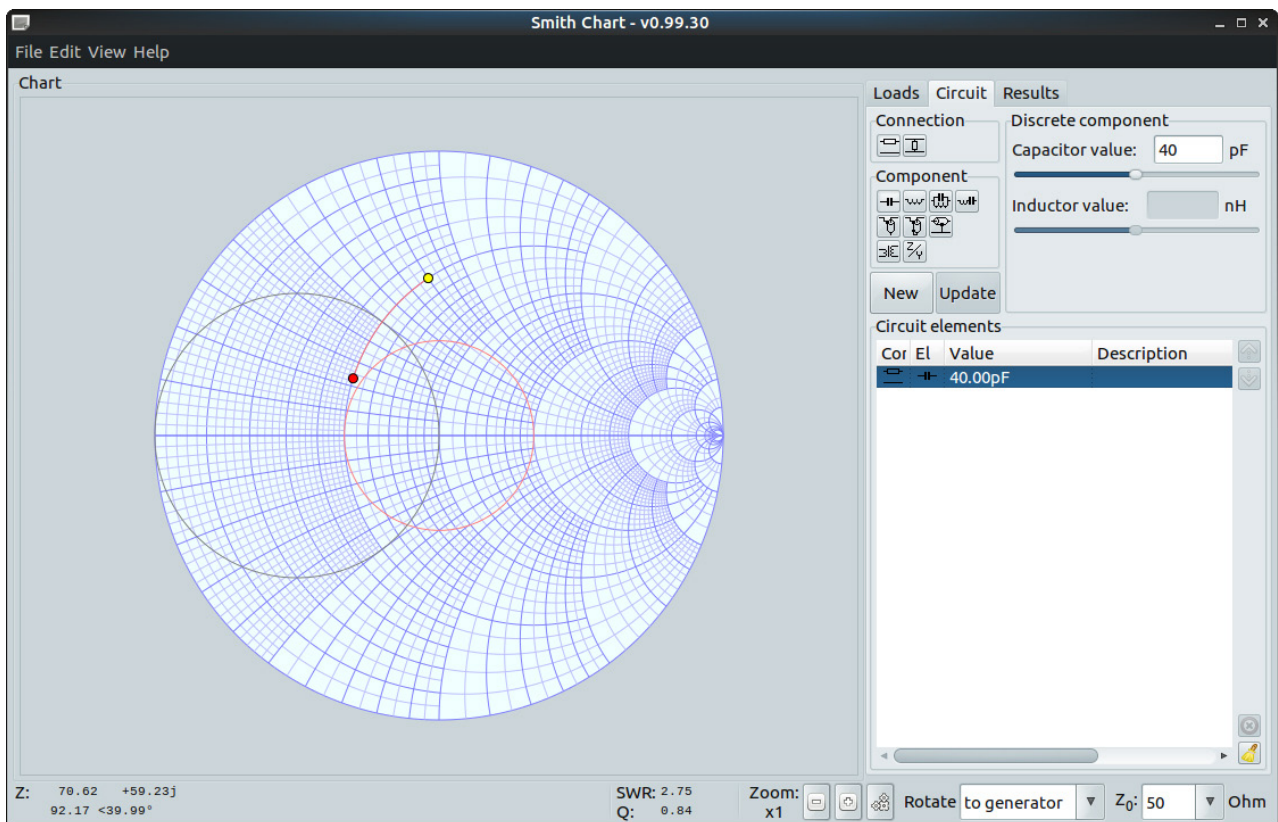 Smith Chart - v0.99.30
File Edit View Help
Chart
Loads Circuit Results
Connection
Discrete component
Capacitor value: 40 pF
Component
Inductor value: nH
Z/Y
New Update
Circuit elements
Cor El Value Description
40.00pF
Z: 70.62 +59.23j
92.17 <39.99°
SWR: 2.75
Q: 0.84
Zoom:
x1
Rotate to generator
Z0: 50 Ohm